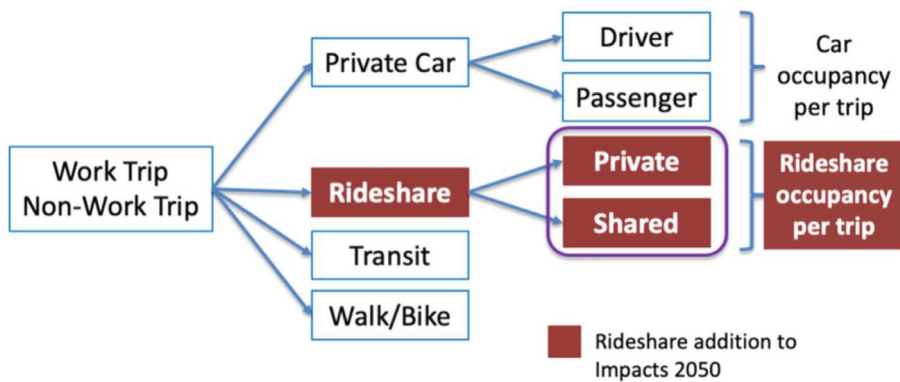 Work Trip
Non-Work Trip
Private Car
Rideshare
Transit
Walk/Bike
Driver
Passenger
Private
Shared
Car
occupancy
per trip
Rideshare
occupancy
per trip
Rideshare addition to
Impacts 2050